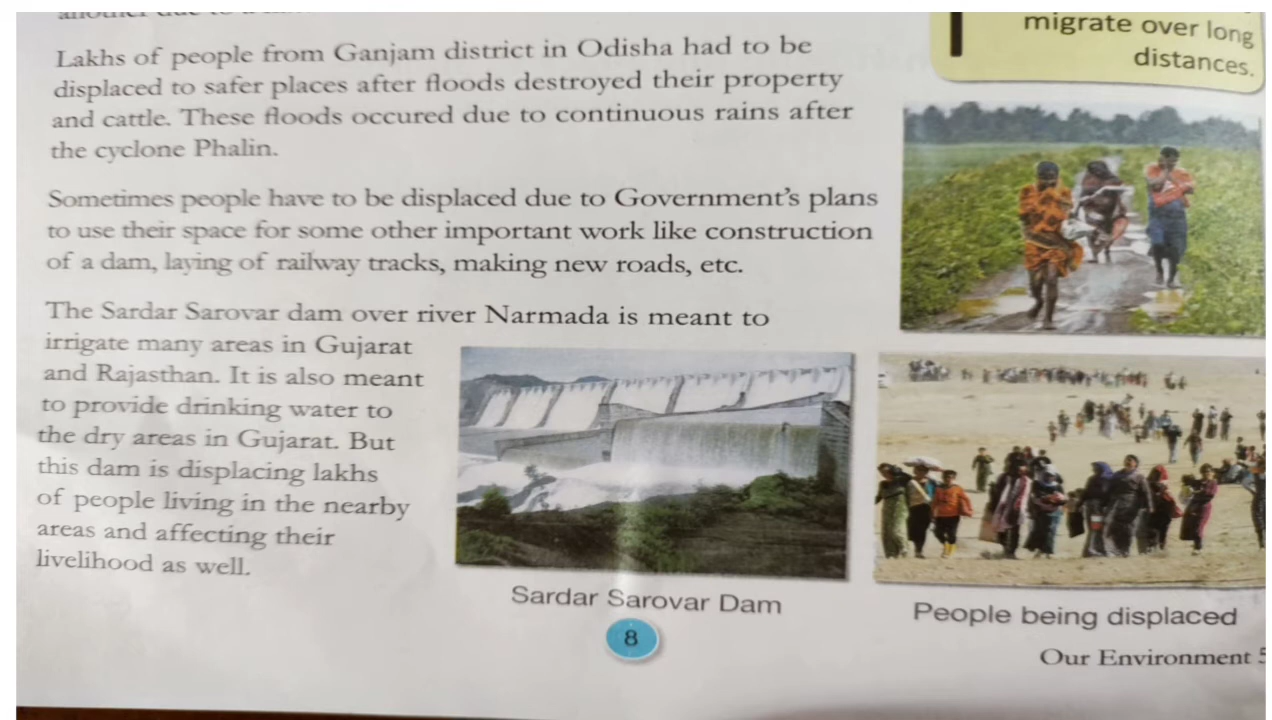 another due to a
Lakhs of people from Ganjam district in Odisha had to be
displaced to safer places after floods destroyed their property
and cattle. These floods occured due to continuous rains after
the cyclone Phalin.
Sometimes people have to be displaced due to Government's plans
to use their space for some other important work like construction
of a dam, laying of railway tracks, making new roads, etc.
The Sardar Sarovar dam over river Narmada is meant to
irrigate many areas in Gujarat
and Rajasthan. It is also meant
to provide drinking water to
the dry areas in Gujarat. But
this dam is displacing lakhs
of people living in the nearby
areas and affecting their
livelihood as well.
migrate over long
distances.
Sardar Sarovar Dam
People being displaced
8
Our Environment 5